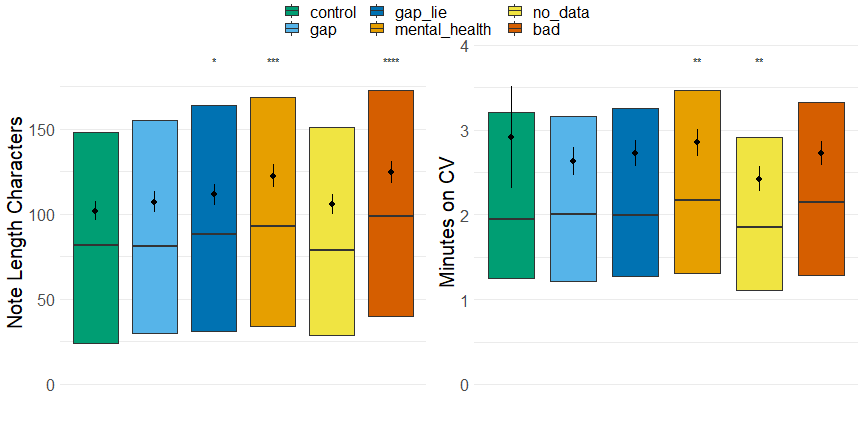 control gap_lie no_data
gap mental_health bad
Note Length Characters
150
100
50
0
* *** ****
Minutes on CV
4
3
2
1
0
** **